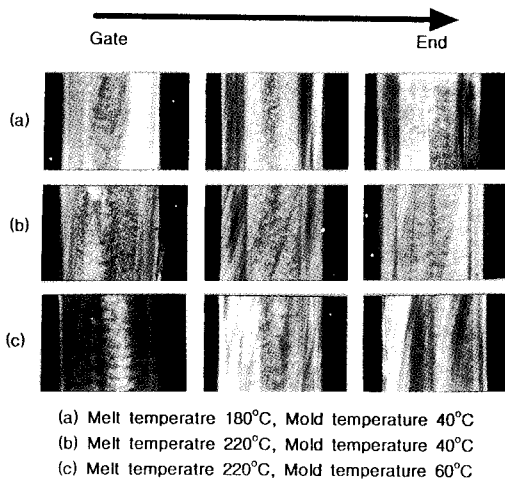 Gate End
(a)
(b)
(c)
(a) Melt temperatre 180°C, Mold temperature 40°C
(b) Melt temperatre 220°C, Mold temperature 40°C
(c) Melt temperatre 220°C, Mold temperature 60°C